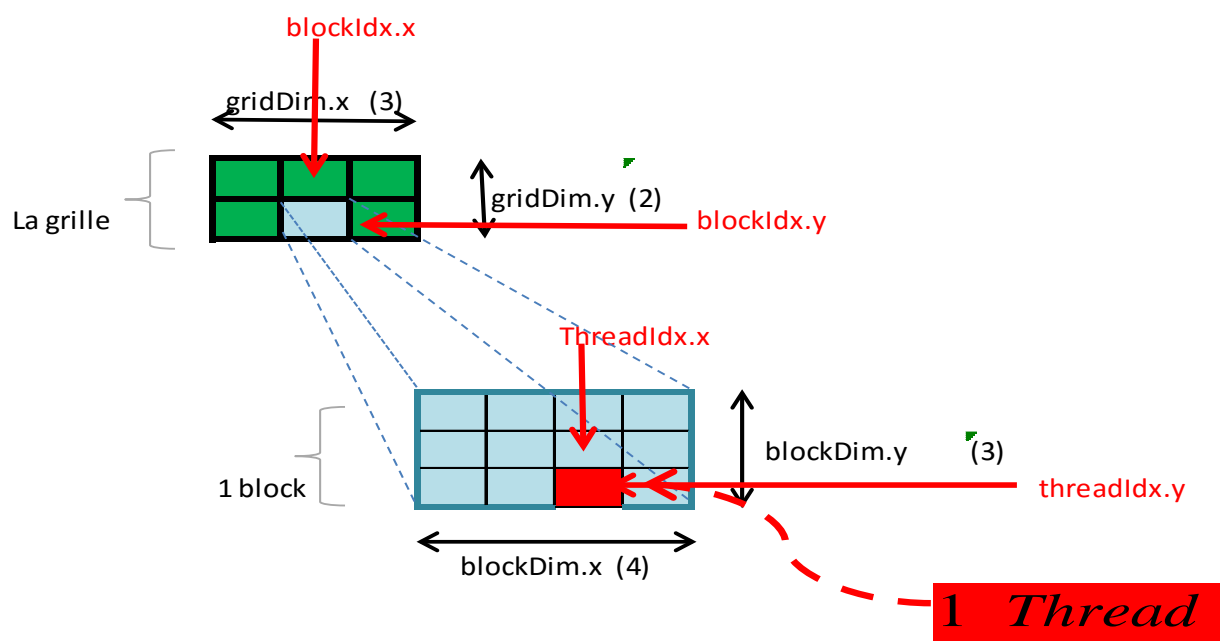 blockIdx.x
gridDim.x (3)
gridDim.y (2)
La grille
blockIdx.y
ThreadIdx.x
blockDim.y (3)
1 block
threadIdx.y
blockDim.x (4)
1 Thread